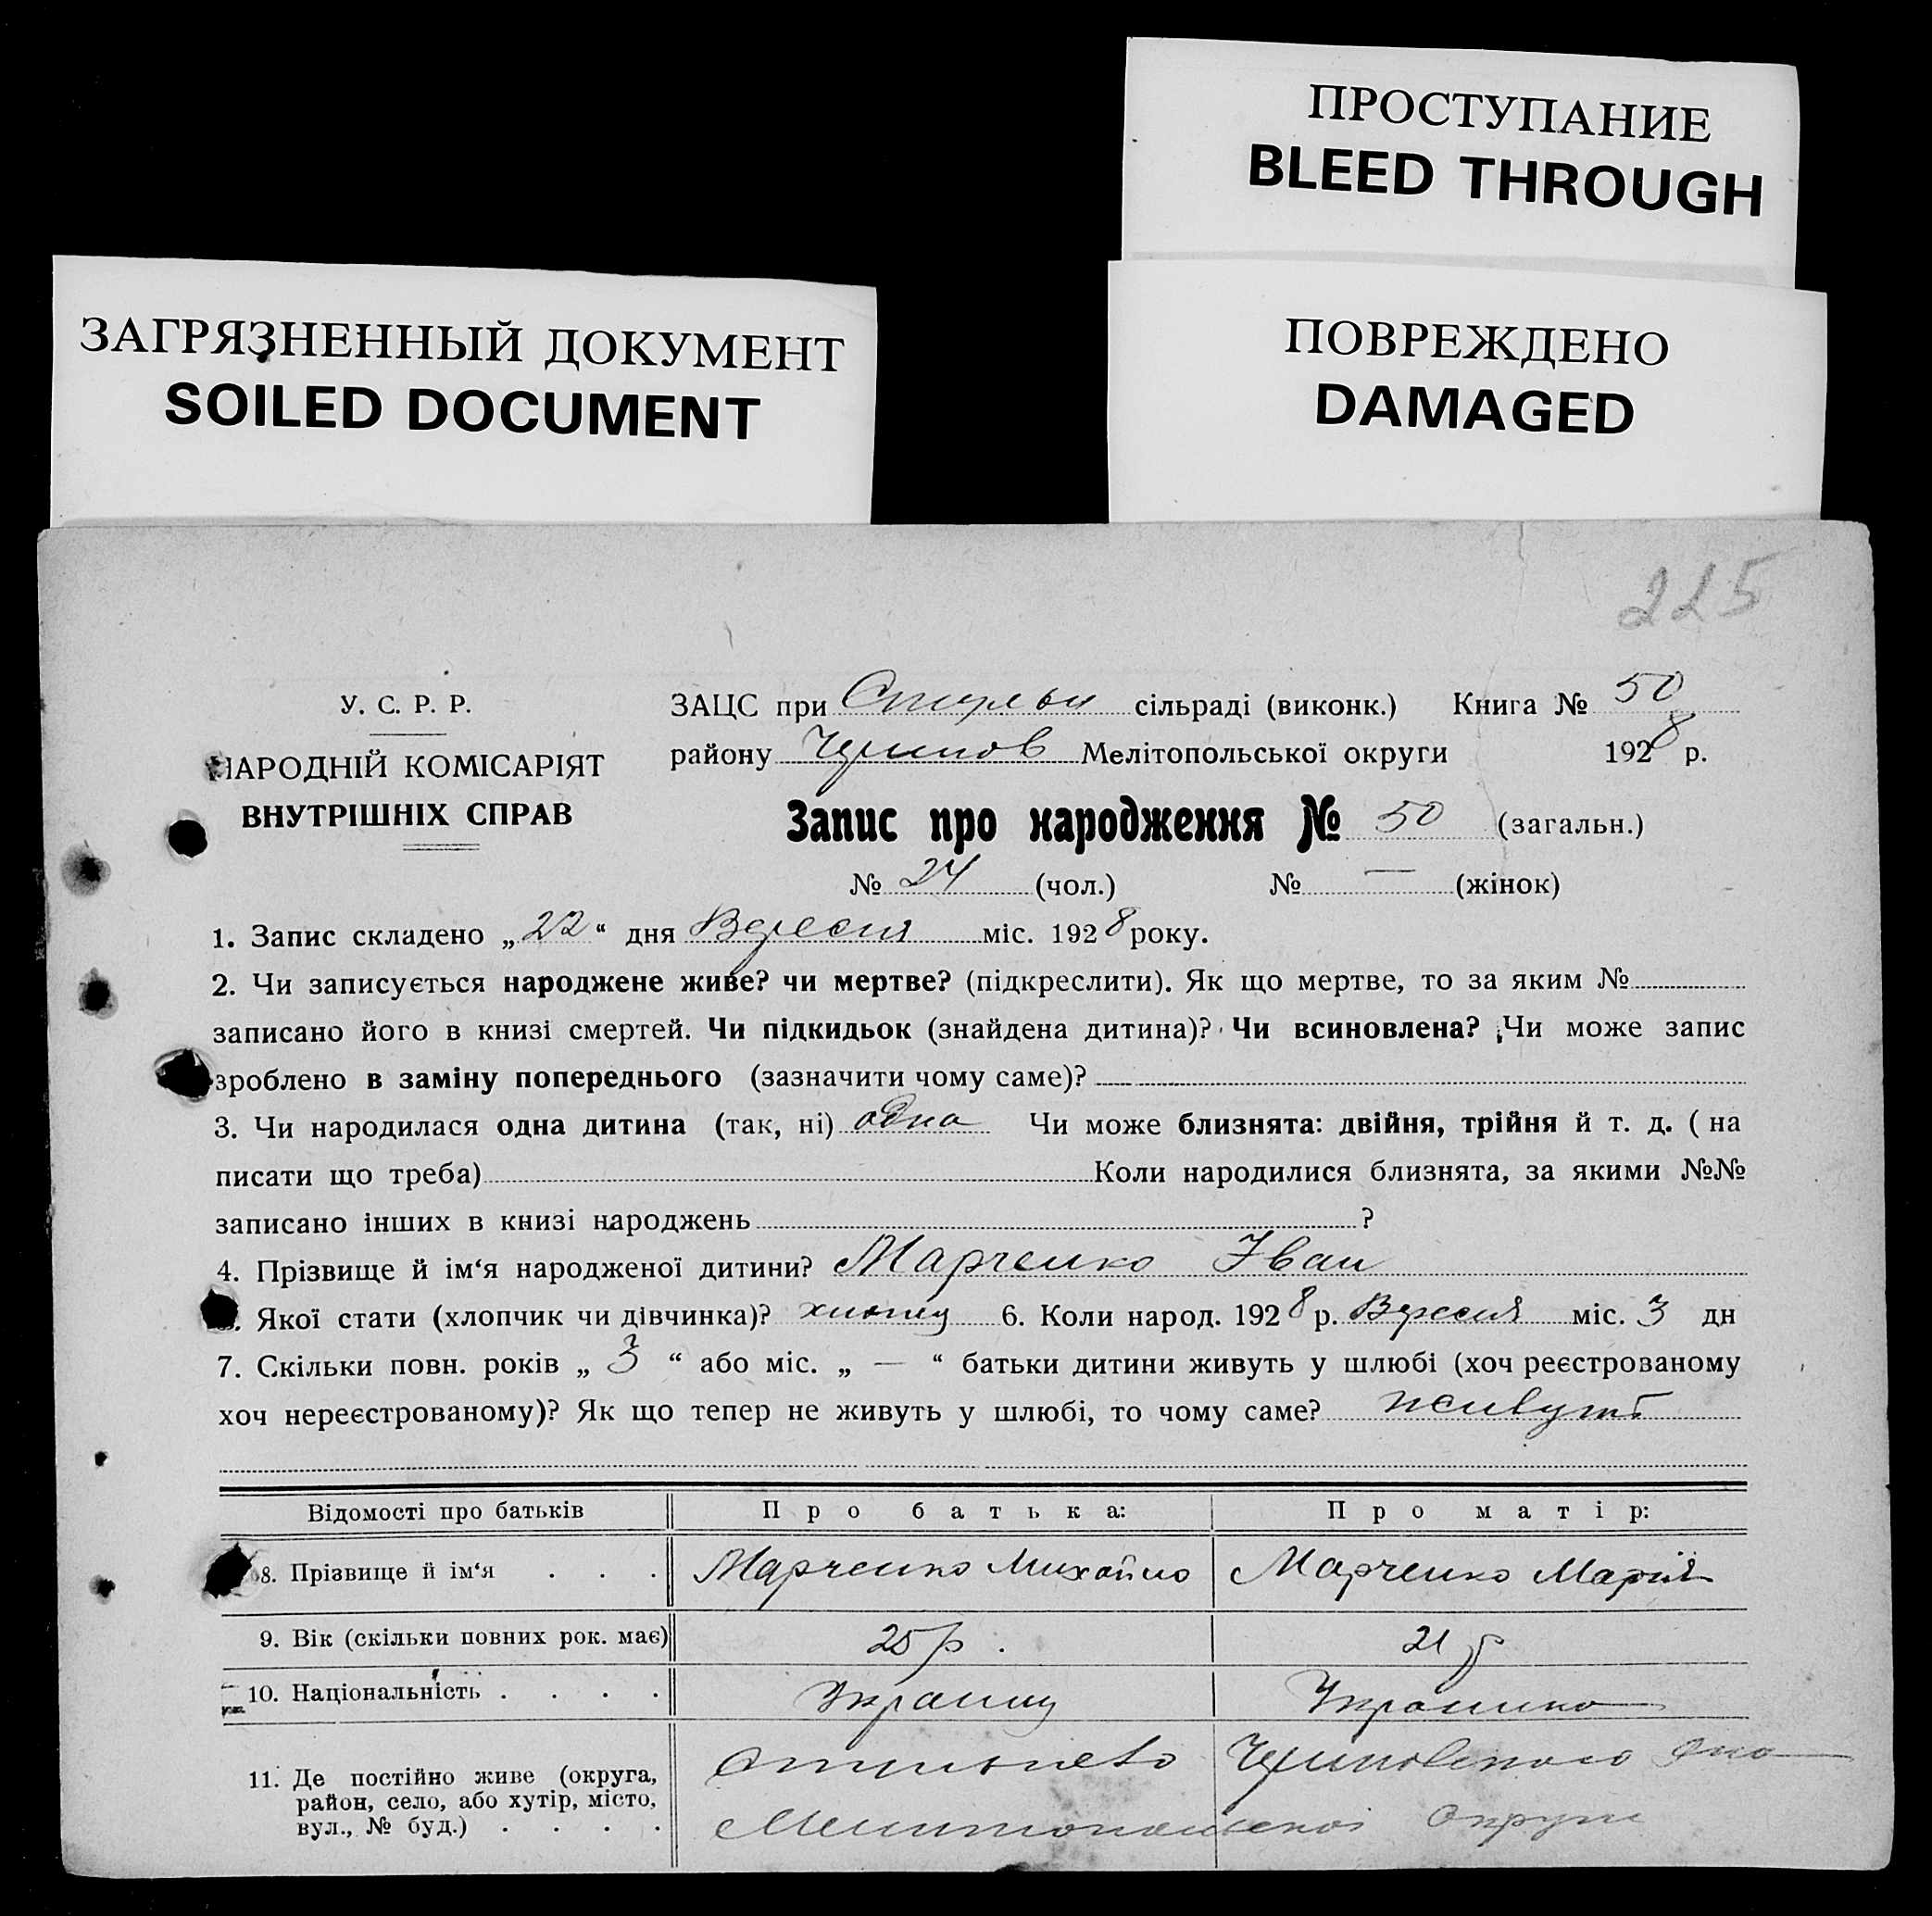 ПРОСТУПАНИЕ
BLEED THROUGH
ЗАГРЯЗНЕННЫЙ ДОКУМЕНТ
SOILED DOCUMENT
ПОВРЕЖДЕНО
DAMAGED
225
У. С. Р. Р.
НАРОДНІЙ КОМІСАРІЯТ
ВНУТРІШНІХ СПРАВ
ЗАЦС при сільраді (виконк.) Книга № 50
району Мелітопольської округи 1928 р.
Запис про народження № 50 (загальн.)
№ 24 (чол.) № — (жінок)
1. Запис складено „22“ дня Вересня міс. 1928 року.
2. Чи записується народжене живе? чи мертве? (підкреслити). Як що мертве, то за яким №
записано його в книзі смертей. Чи підкидьок (знайдена дитина)? Чи всиновлена? Чи може запис
зроблено в заміну попереднього (зазначити чому саме)?
3. Чи народилася одна дитина (так, ні) одна Чи може близнята: двійня, трійня й т. д. ( на
писати що треба) Коли народилися близнята, за якими №№
записано інших в книзі народжень ?
4. Прізвище й ім‘я народженої дитини? Марченко Іван
Якої стати (хлопчик чи дівчинка)? хлопец 6. Коли народ. 1928 р. Вересня міс. 3 дн
7. Скільки повн. років „ 3 “ або міс. „ — “ батьки дитини живуть у шлюбі (хоч реєстрованому
хоч нереєстрованому)? Як що тепер не живуть у шлюбі, то чому саме? живуть
Відомості про батьків Про батька: Про матір:
8. Прізвище й ім‘я . . . Марченко Михайло Марченко Марія
9. Вік (скільки повних рок. має) 25 р. 21 р
10. Національність . . . . Украинц Украинка
11. Де постійно живе (округа,
район, село, або хутір, місто,
вул., № буд.) . . . .
Мелитопольскої Округи